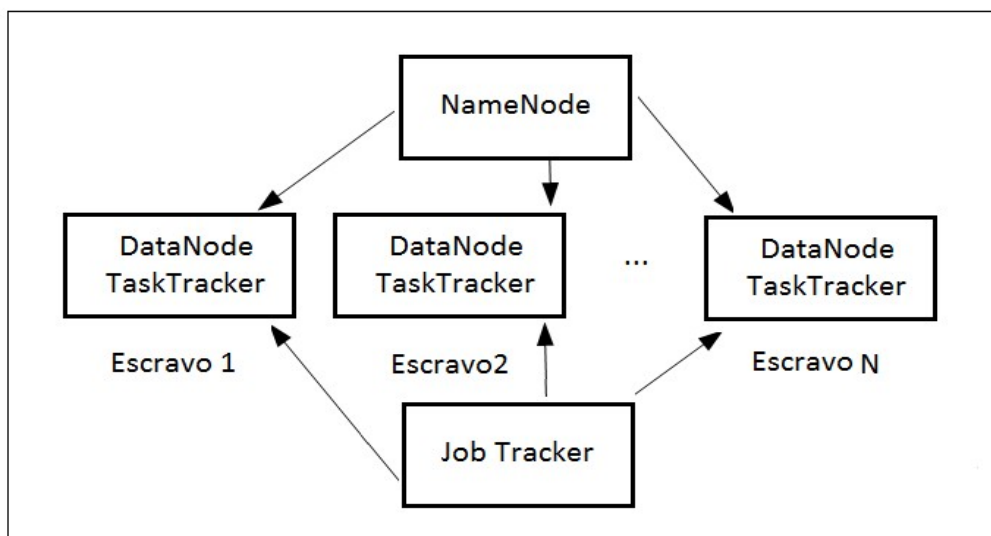 NameNode
DataNode
TaskTracker
DataNode
TaskTracker
...
DataNode
TaskTracker
Escravo 1
Escravo2
Escravo N
Job Tracker